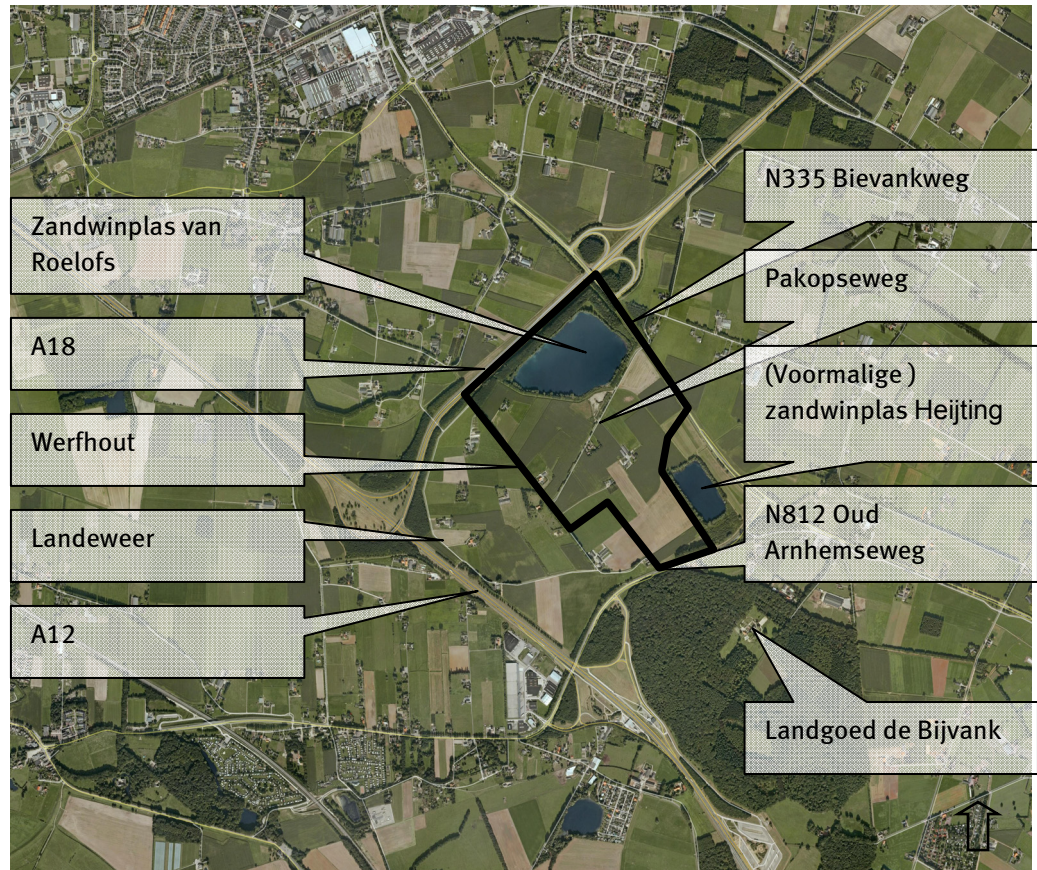 N335 Bievankweg
Zandwinplas van
Roelofs
Pakopseweg
A18
(Voormalige )
zandwinplas Heijting
Werfhout
Landeweer
N812 Oud
Arnhemseweg
A12
Landgoed de Bijvank